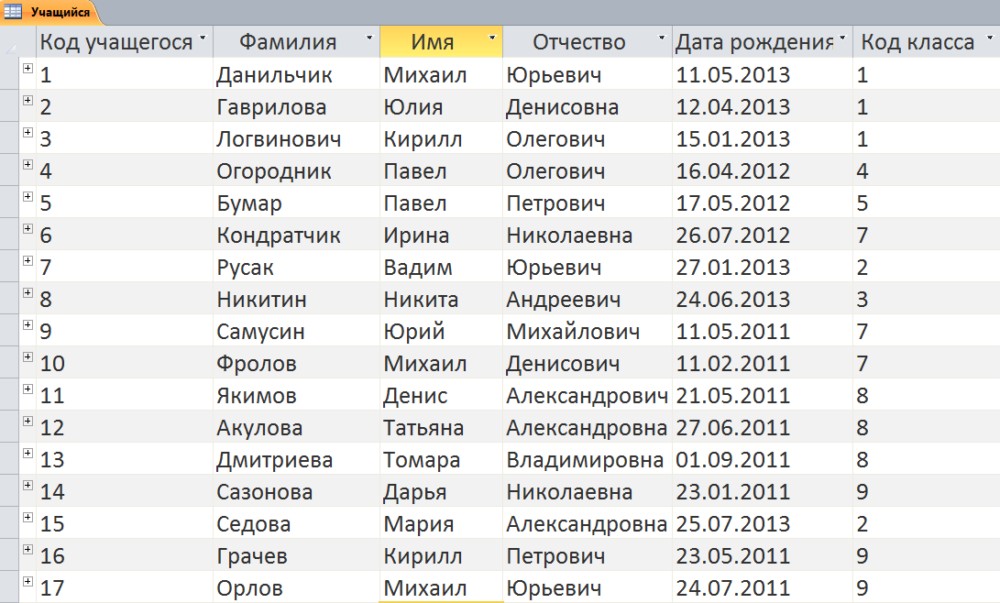 Учащийся
Код учащегося Фамилия Имя Отчество Дата рождения Код класса
1 Данильчик Михаил Юрьевич 11.05.2013 1
2 Гаврилова Юлия Денисовна 12.04.2013 1
3 Логвинович Кирилл Олегович 15.01.2013 1
4 Огородник Павел Олегович 16.04.2012 4
5 Бумар Павел Петрович 17.05.2012 5
6 Кондратчик Ирина Николаевна 26.07.2012 7
7 Русак Вадим Юрьевич 27.01.2013 2
8 Никитин Никита Андреевич 24.06.2013 3
9 Самусин Юрий Михайлович 11.05.2011 7
10 Фролов Михаил Денисович 11.02.2011 7
11 Якимов Денис Александрович 21.05.2011 8
12 Акулова Татьяна Александровна 27.06.2011 8
13 Дмитриева Томара Владимировна 01.09.2011 8
14 Сазонова Дарья Николаевна 23.01.2011 9
15 Седова Мария Александровна 25.07.2013 2
16 Грачев Кирилл Петрович 23.05.2011 9
17 Орлов Михаил Юрьевич 24.07.2011 9